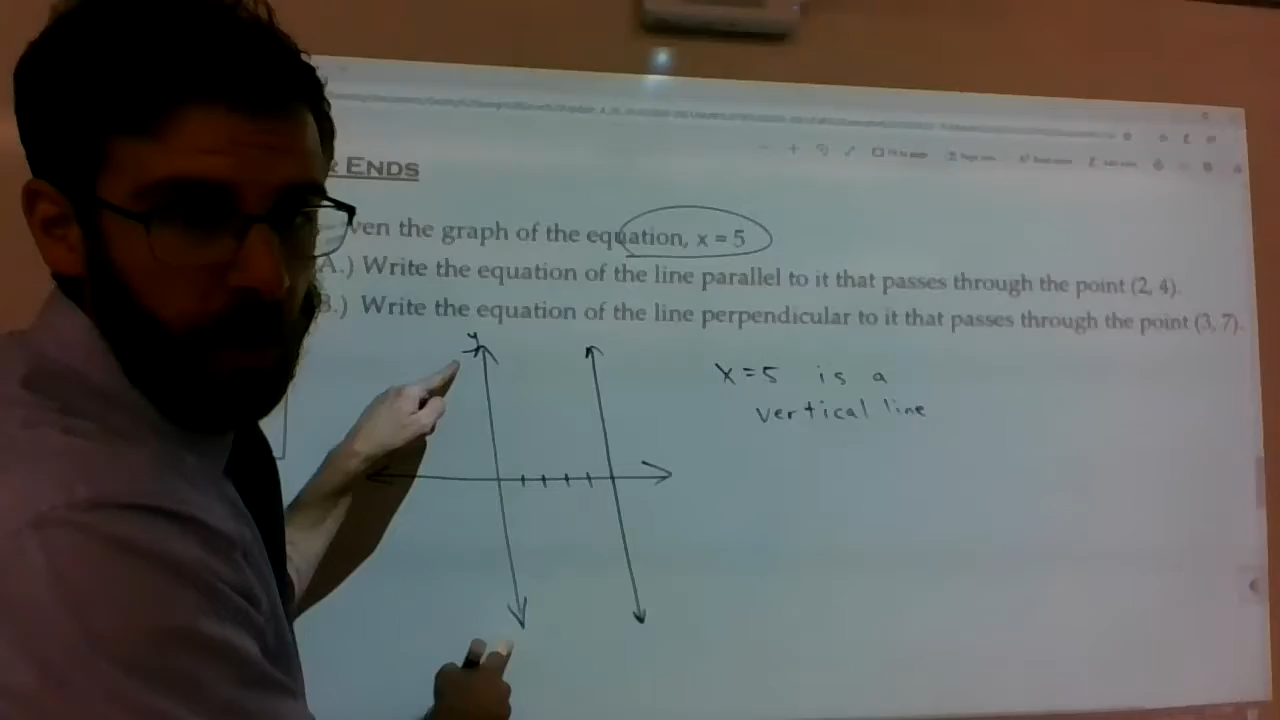 ENDS
ven the graph of the equation, x = 5
A.) Write the equation of the line parallel to it that passes through the point (2, 4).
B.) Write the equation of the line perpendicular to it that passes through the point (3, 7).
y
x=5 is a
vertical line